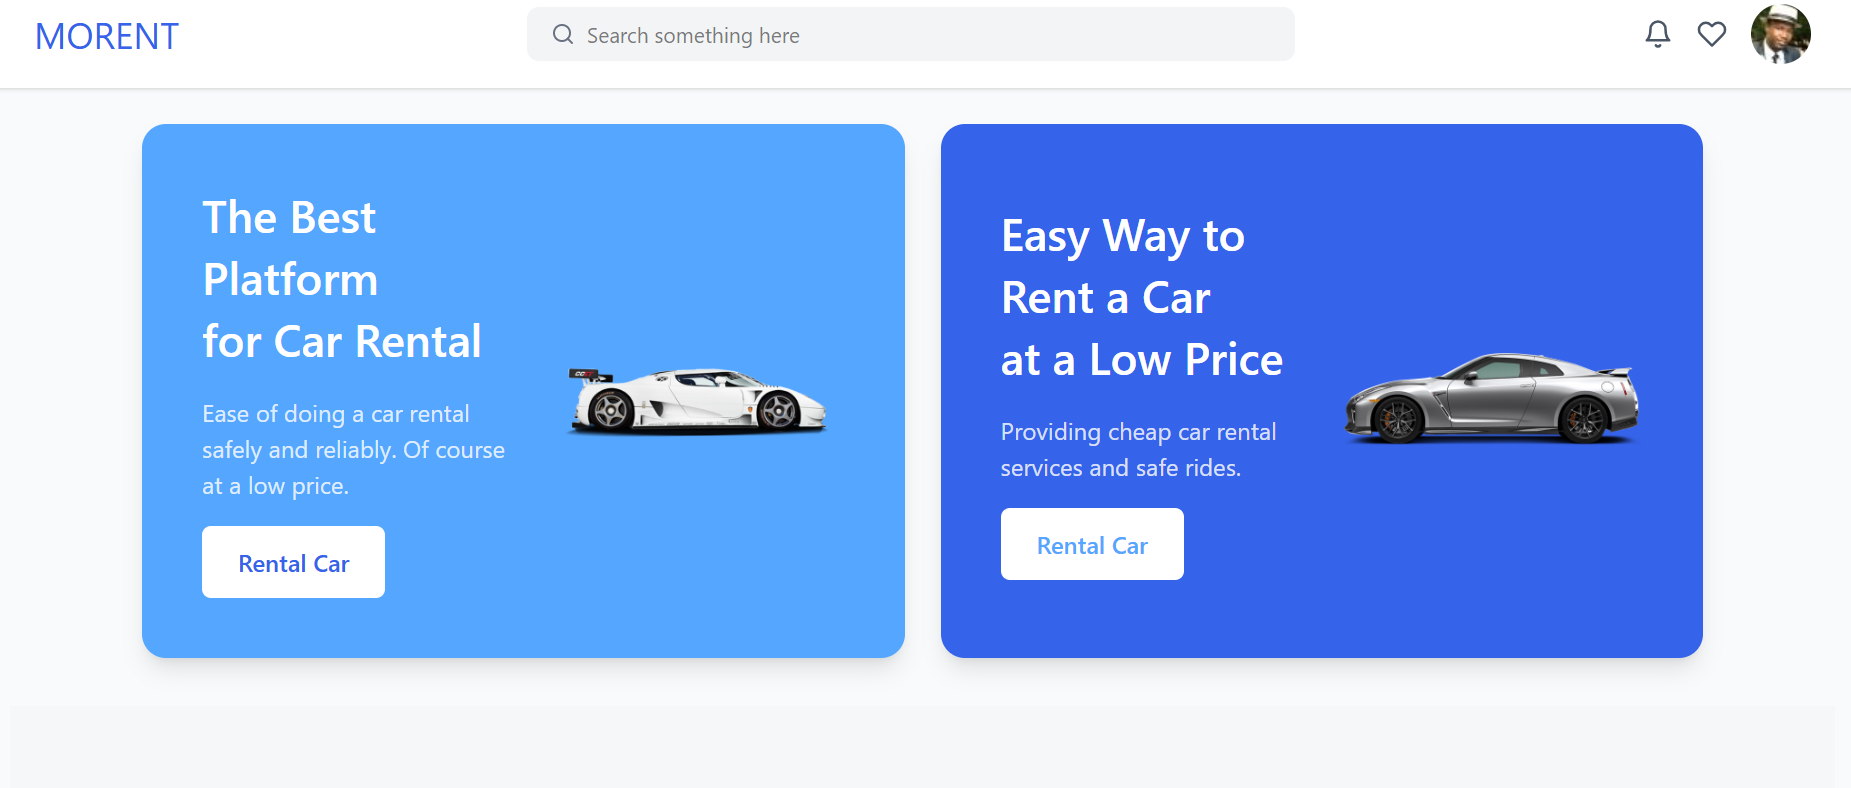 MORENT
Search something here
The Best
Platform
for Car Rental
Ease of doing a car rental
safely and reliably. Of course
at a low price.
Rental Car
Easy Way to
Rent a Car
at a Low Price
Providing cheap car rental
services and safe rides.
Rental Car